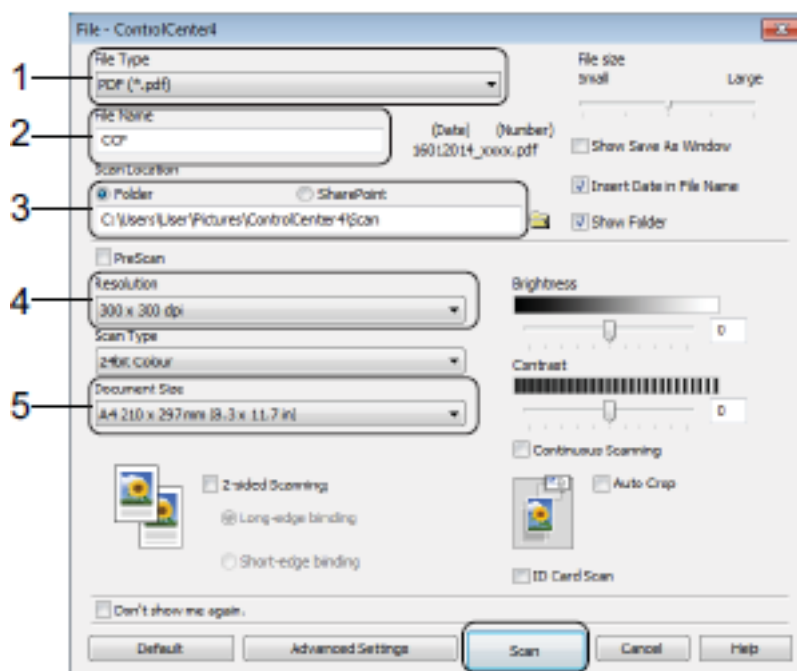 File - ControlCenter4
File Type
File size
1
PDF (*.pdf)
Small Large
File Name
2
CCF
(Date) (Number)
16012014_xxxx.pdf
Show Save As Window
Scan Location
Folder SharePoint
Insert Date in File Name
3
C:\Users\User\Pictures\ControlCenter4\Scan
Show Folder
PreScan
Resolution
Brightness
4
300 x 300 dpi
0
Scan Type
24bit Colour
Contrast
Document Size
5
A4 210 x 297 mm (8.3 x 11.7 in)
0
Continuous Scanning
2-sided Scanning
Auto Crop
Long-edge binding
Short-edge binding
ID Card Scan
Don't show me again.
Default Advanced Settings Scan Cancel Help